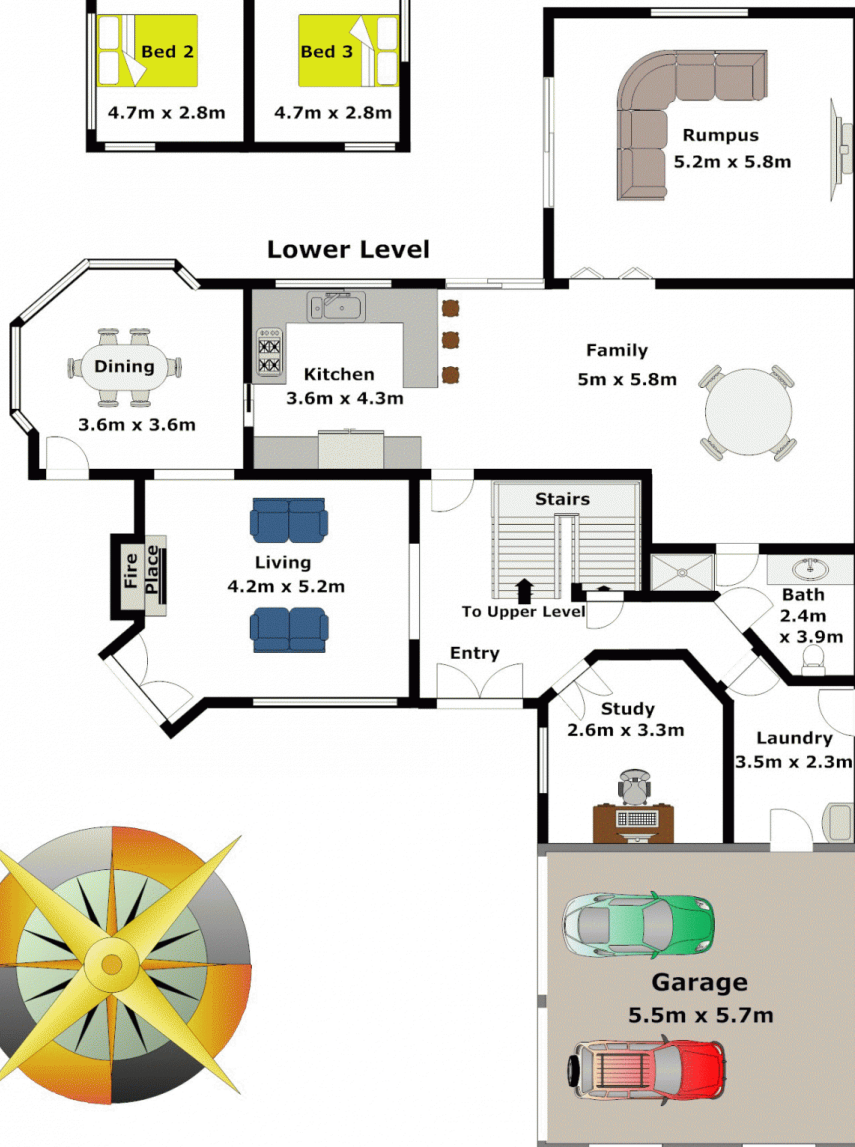 Bed 2
4.7m x 2.8m
Bed 3
4.7m x 2.8m
Rumpus
5.2m x 5.8m
Lower Level
Dining
3.6m x 3.6m
Kitchen
3.6m x 4.3m
Family
5m x 5.8m
Stairs
To Upper Level
Fire
Place
Living
4.2m x 5.2m
Entry
Bath
2.4m
x 3.9m
Study
2.6m x 3.3m
Laundry
3.5m x 2.3m
Garage
5.5m x 5.7m